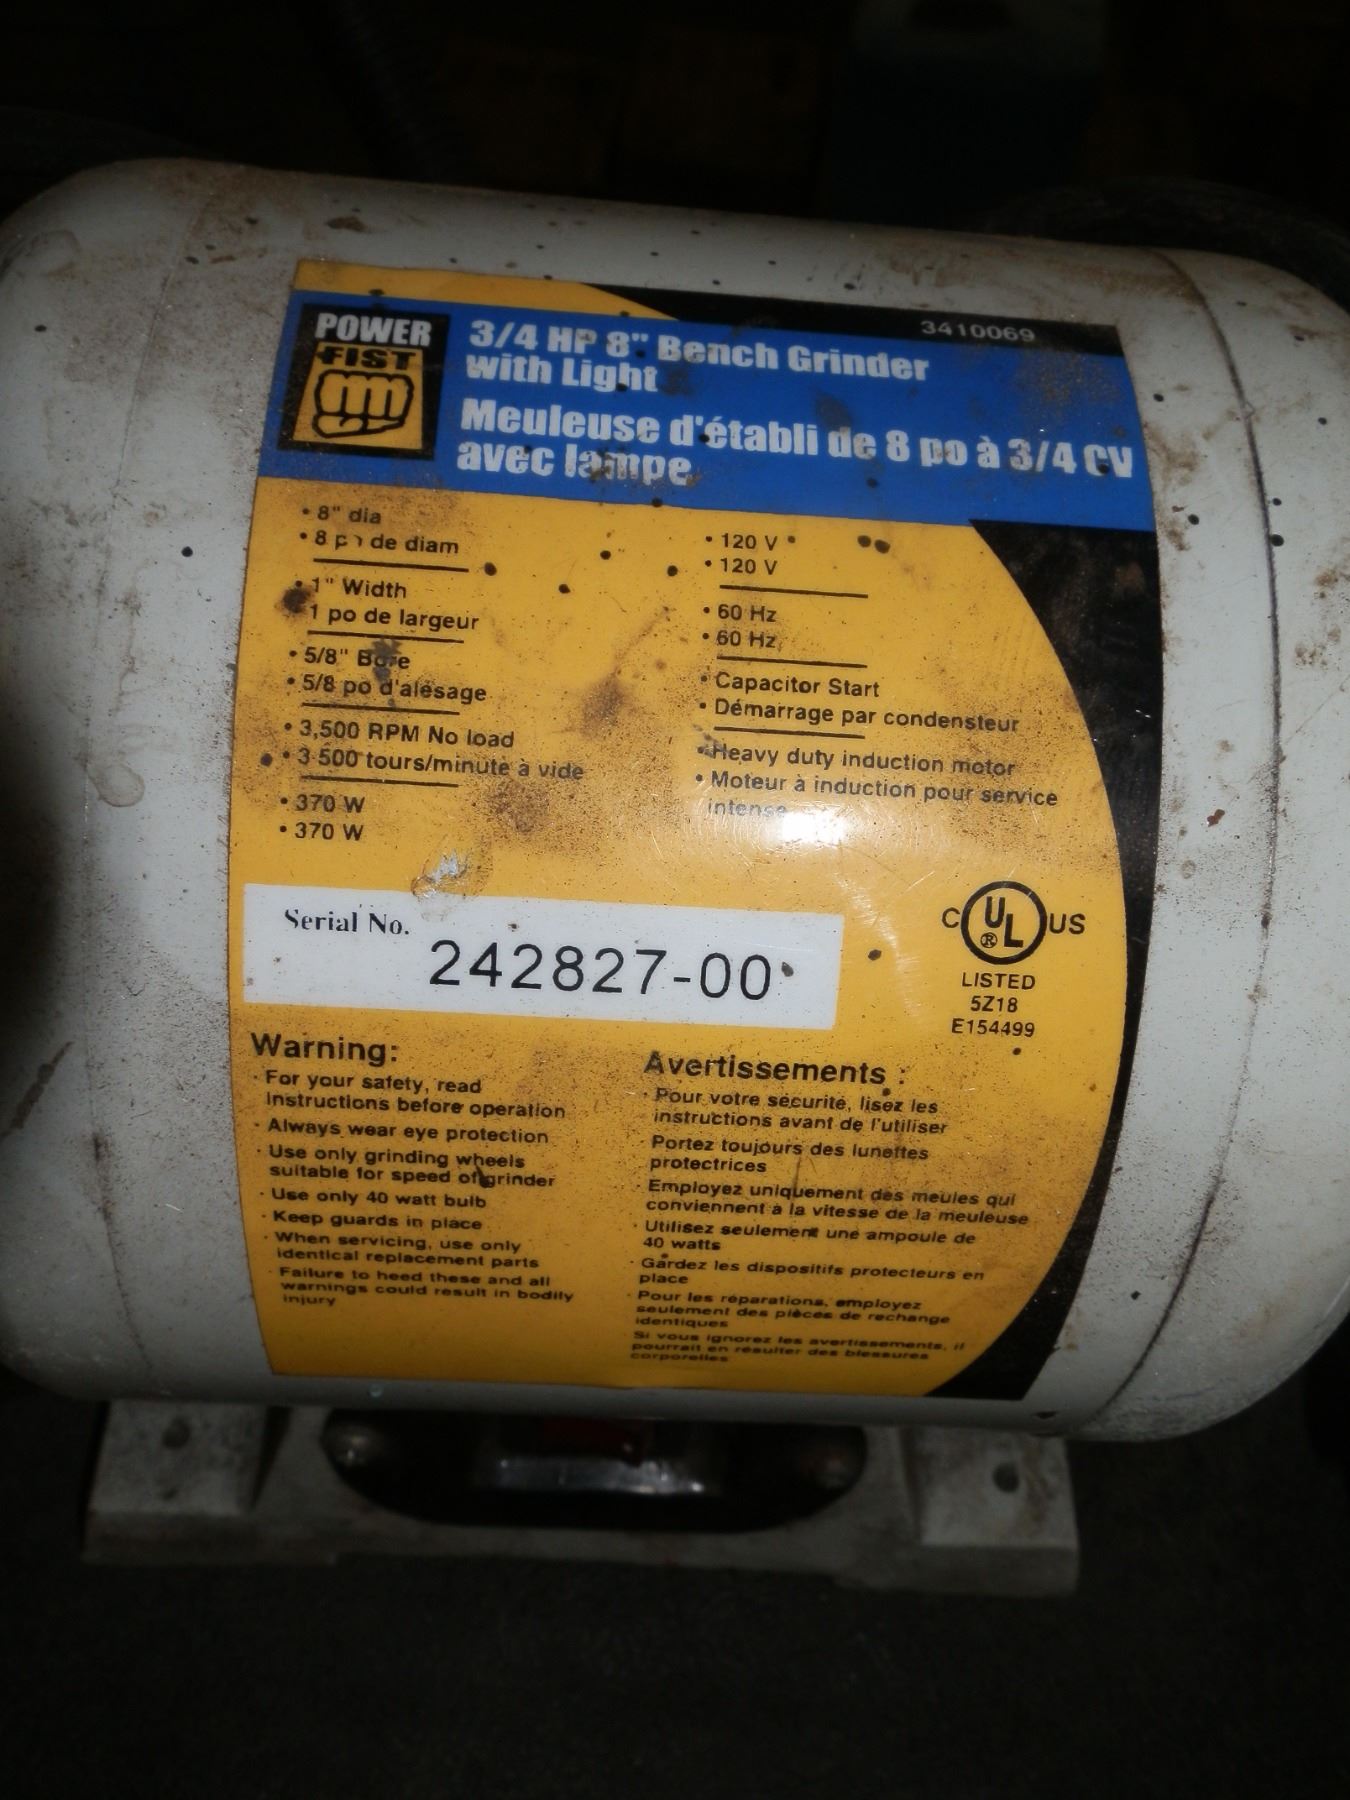 3410069
POWER
FIST
3/4 HP 8" Bench Grinder
with Light
Meuleuse d'établi de 8 po à 3/4 CV
avec lampe
• 8" dia
• 8 po de diam
• 1" Width
1 po de largeur
• 5/8" Bore
• 5/8 po d'alésage
• 3,500 RPM No load
• 3 500 tours/minute à vide
• 370 W
• 370 W
• 120 V
• 120 V
• 60 Hz
• 60 Hz
• Capacitor Start
• Démarrage par condensteur
• Heavy duty induction motor
• Moteur à induction pour service
intense
Serial No.
242827-00
C UL US
®
LISTED
5Z18
E154499
Warning:
· For your safety, read
instructions before operation
· Always wear eye protection
· Use only grinding wheels
suitable for speed of grinder
· Use only 40 watt bulb
· Keep guards in place
· When servicing, use only
identical replacement parts
· Failure to heed these and all
warnings could result in bodily
injury
Avertissements :
· Pour votre sécurité, lisez les
instructions avant de l'utiliser
· Portez toujours des lunettes
protectrices
· Employez uniquement des meules qui
conviennent à la vitesse de la meuleuse
· Utilisez seulement une ampoule de
40 watts
· Gardez les dispositifs protecteurs en
place
· Pour les réparations, employez
seulement des pièces de rechange
identiques
· Si vous ignorez les avertissements, il
pourrait en résulter des blessures
corporelles